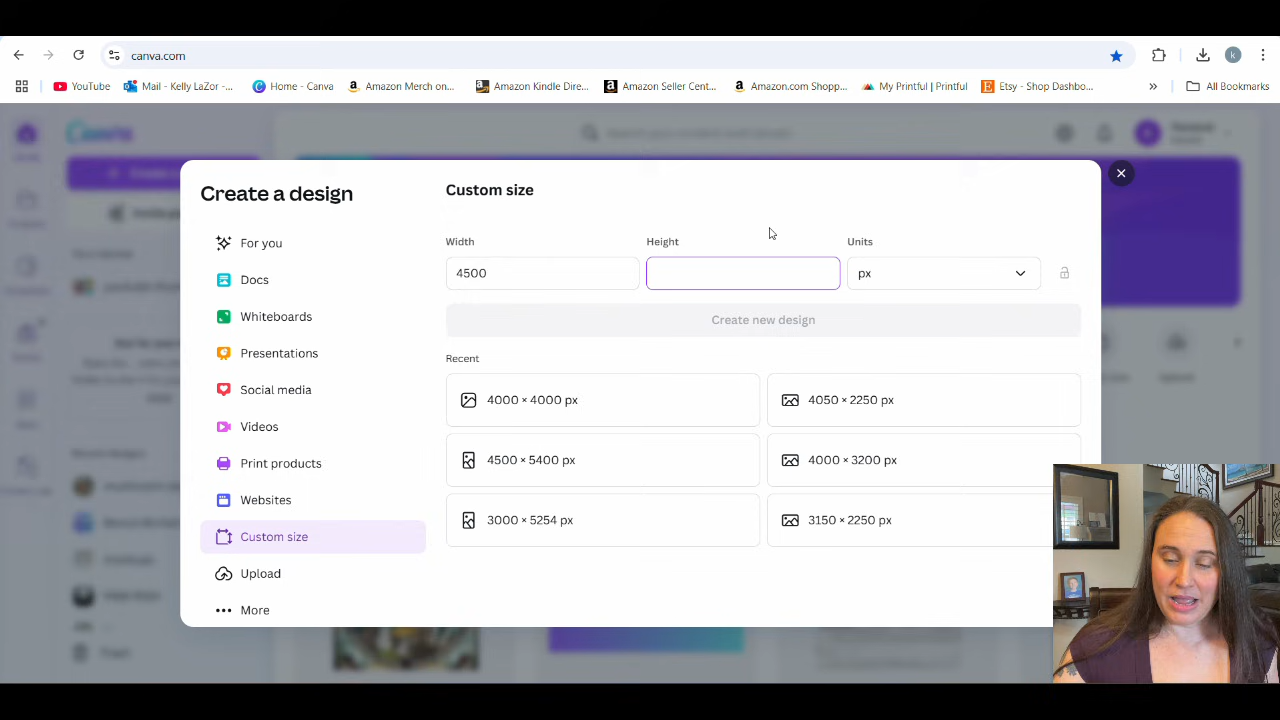 canva.com
k
YouTube
Mail - Kelly LaZor -...
Home - Canva
Amazon Merch on...
Amazon Kindle Dire...
Amazon Seller Cent...
Amazon.com Shopp...
My Printful | Printful
Etsy - Shop Dashbo...
All Bookmarks
Canva
Create a design
For you
Docs
Whiteboards
Presentations
Social media
Videos
Print products
Websites
Custom size
Upload
More
Custom size
Width
Height
Units
4500
px
Create new design
Recent
4000 × 4000 px
4050 × 2250 px
4500 × 5400 px
4000 × 3200 px
3000 × 5254 px
3150 × 2250 px